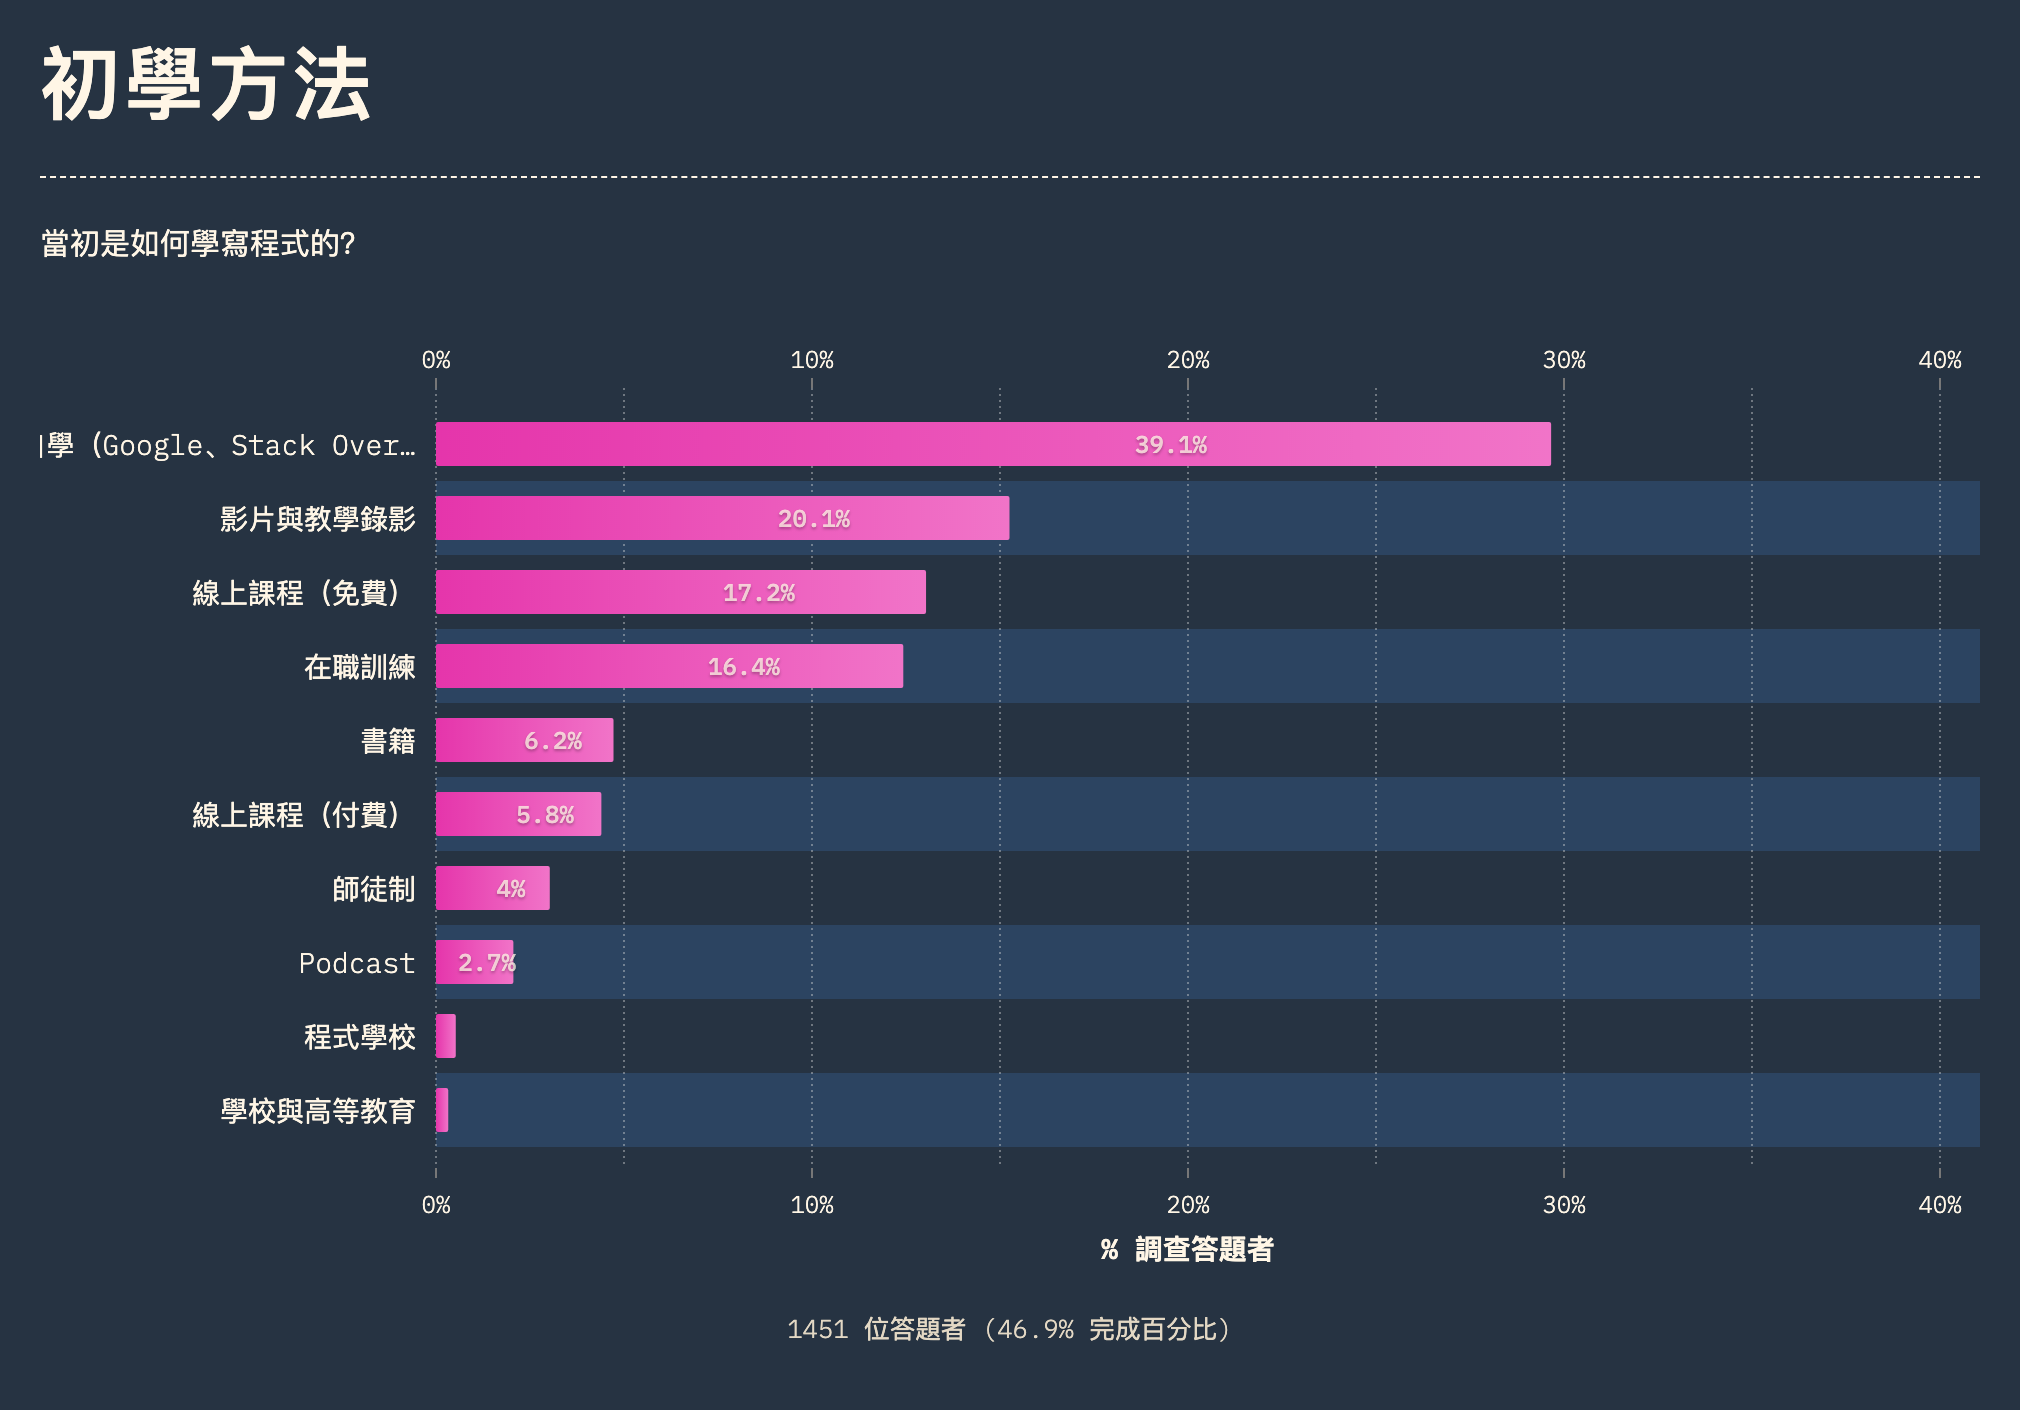 初學方法
當初是如何學寫程式的?
0% 10% 20% 30% 40%
學（Google、Stack Over… 39.1%
影片與教學錄影 20.1%
線上課程（免費） 17.2%
在職訓練 16.4%
書籍 6.2%
線上課程（付費） 5.8%
師徒制 4%
Podcast 2.7%
程式學校
學校與高等教育
0% 10% 20% 30% 40%
% 調查答題者
1451 位答題者 (46.9% 完成百分比)